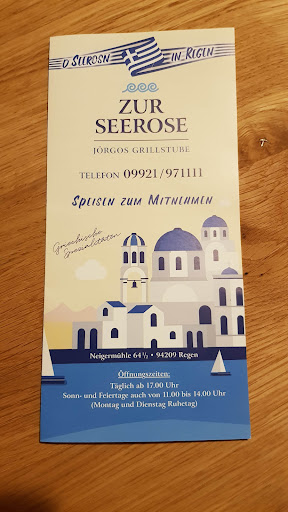 O SEEROSN IN REGEN
ZUR
SEEROSE
JÖRGOS GRILLSTUBE
TELEFON 09921/971111
SPEISEN ZUM MITNEHMEN
Griechische
Spezialitäten
Neigermühle 64½ • 94209 Regen
Öffnungszeiten:
Täglich ab 17.00 Uhr
Sonn- und Feiertage auch von 11.00 bis 14.00 Uhr
(Montag und Dienstag Ruhetag)